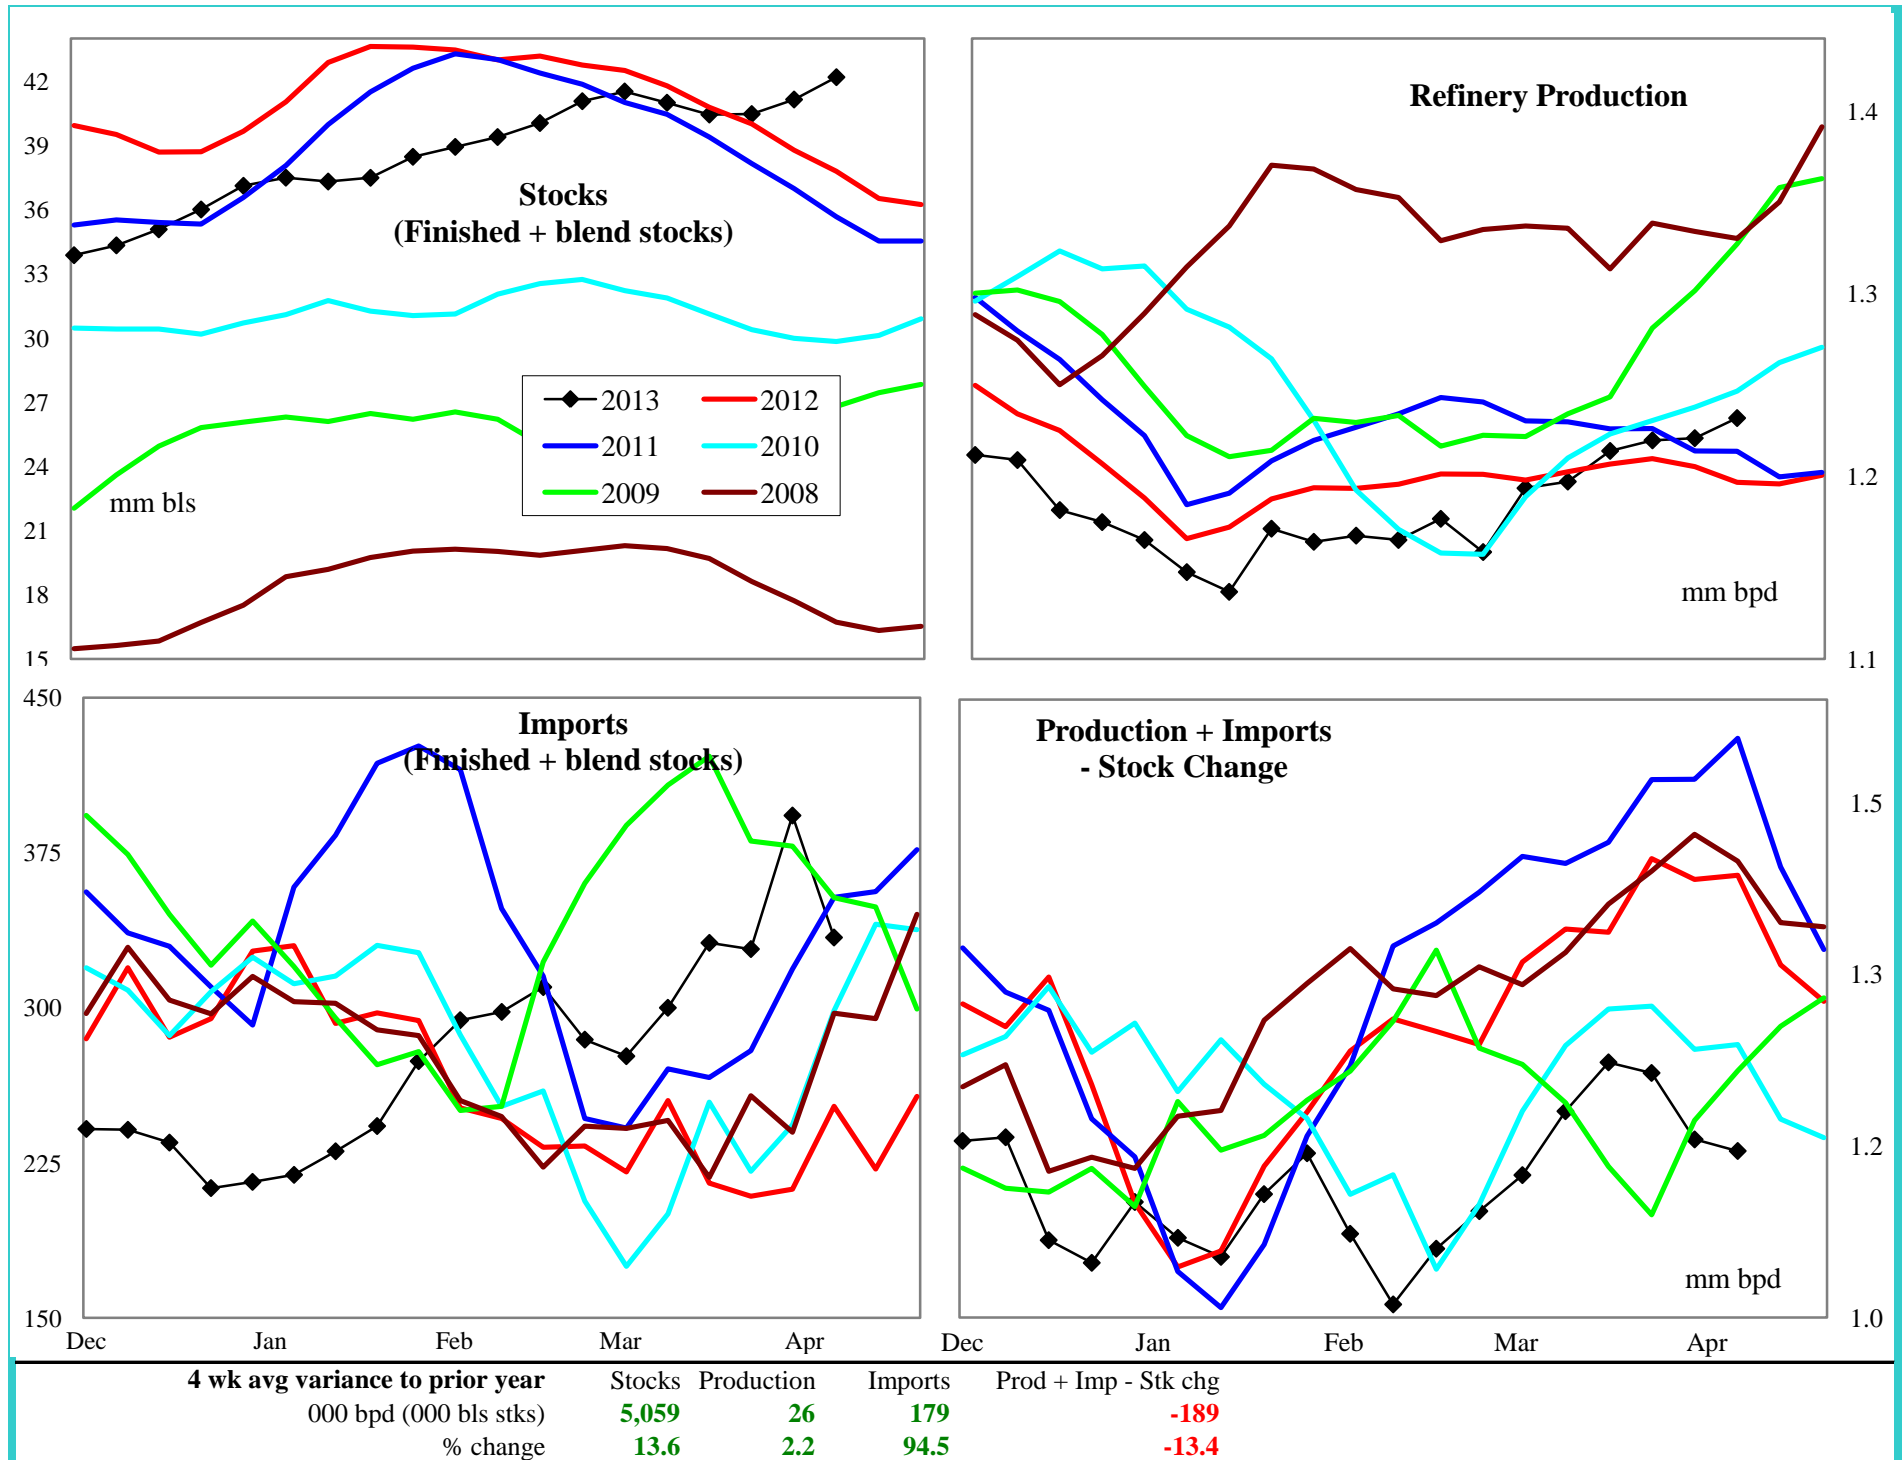 42
39
36
33
30
27
24
21
18
15
Stocks
(Finished + blend stocks)
mm bls
2013
2012
2011
2010
2009
2008
Refinery Production
mm bpd
1.4
1.3
1.2
1.1
450
375
300
225
150
Imports
(Finished + blend stocks)
Dec Jan Feb Mar Apr
Production + Imports
- Stock Change
mm bpd
1.5
1.3
1.2
1.0
Dec Jan Feb Mar Apr
4 wk avg variance to prior year Stocks Production Imports Prod + Imp - Stk chg
000 bpd (000 bls stks) 5,059 26 179 -189
% change 13.6 2.2 94.5 -13.4